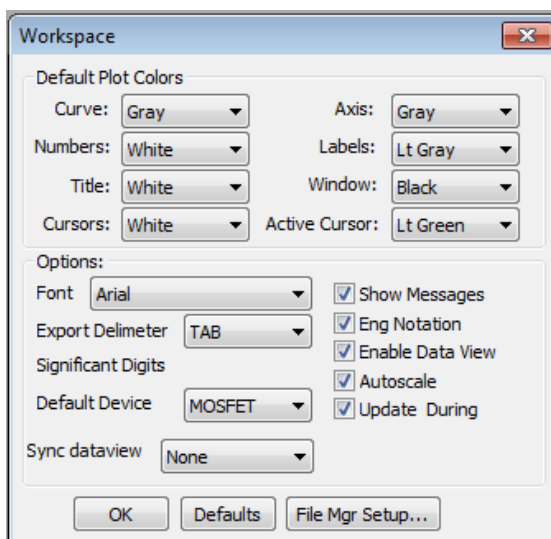 Workspace
Default Plot Colors
Curve: Gray Axis: Gray
Numbers: White Labels: Lt Gray
Title: White Window: Black
Cursors: White Active Cursor: Lt Green
Options:
Font Arial Show Messages
Export Delimeter TAB Eng Notation
Enable Data View
Significant Digits
Autoscale
Default Device MOSFET Update During
Sync dataview None
OK Defaults File Mgr Setup...